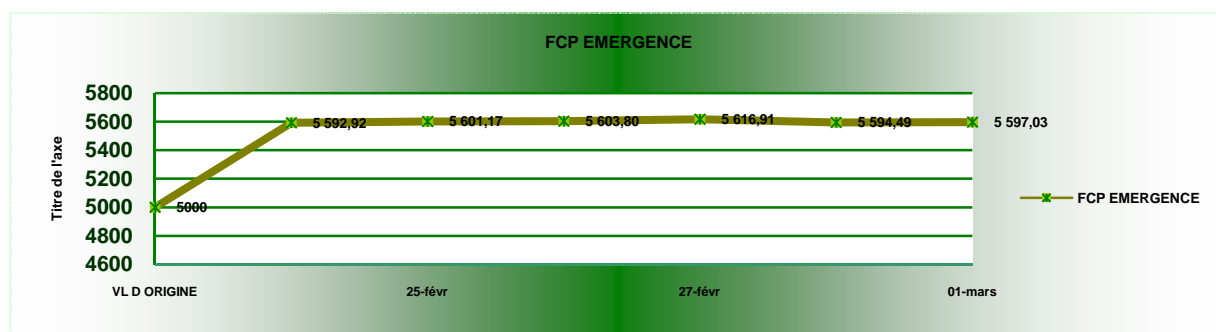 FCP EMERGENCE
Titre de l'axe
5800
5600
5400
5200
5000
4800
4600
5000
5 592,92
5 601,17
5 603,80
5 616,91
5 594,49
5 597,03
FCP EMERGENCE
VL D ORIGINE
25-févr
27-févr
01-mars